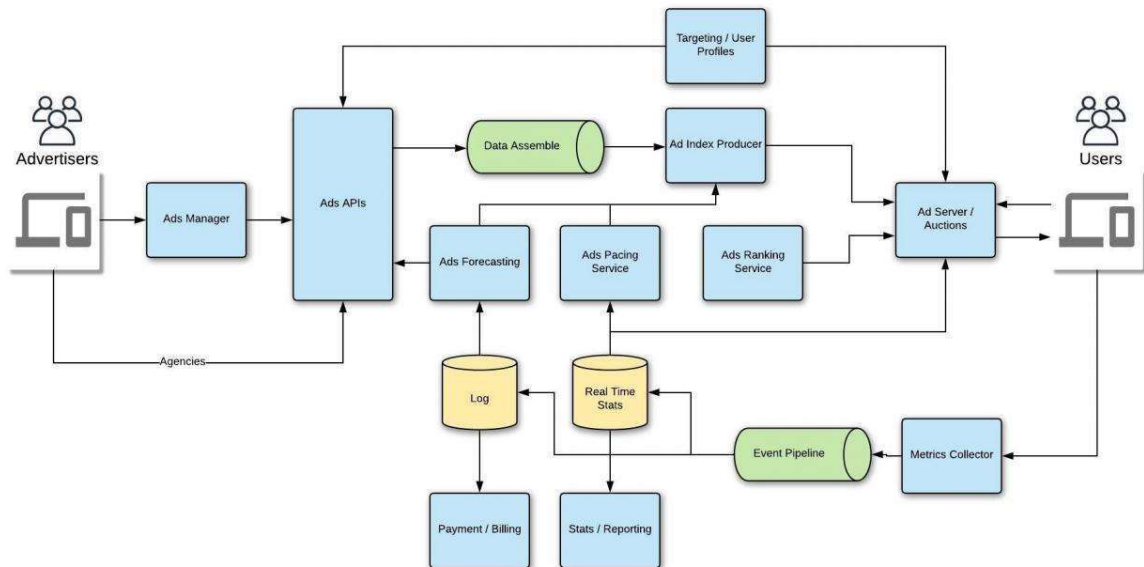 Targeting / User
Profiles
Advertisers
Users
Data Assemble
Ad Index Producer
Ads Manager
Ads APIs
Ad Server /
Auctions
Ads Forecasting
Ads Pacing
Service
Ads Ranking
Service
Agencies
Log
Real Time
Stats
Event Pipeline
Metrics Collector
Payment / Billing
Stats / Reporting